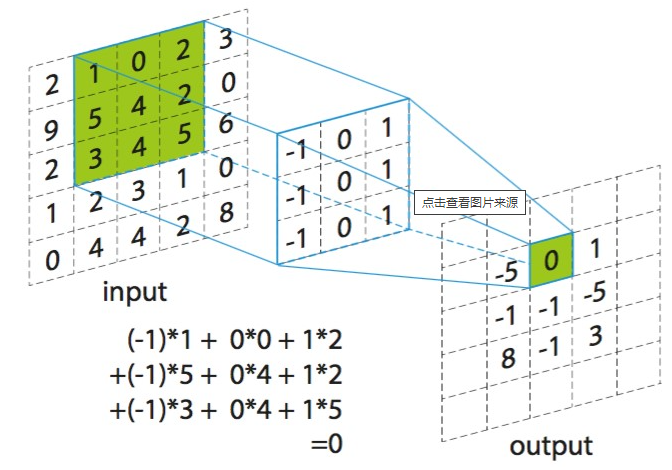 2 1 0 2 3
9 5 4 2 0
2 3 4 5 6
1 2 3 1 0
0 4 4 2 8
input
-1 0 1
-1 0 1
-1 0 1
点击查看图片来源
-5 0 1
-1 -1 -5
8 -1 3
output
(-1)*1 + 0*0 + 1*2
+(-1)*5 + 0*4 + 1*2
+(-1)*3 + 0*4 + 1*5
=0